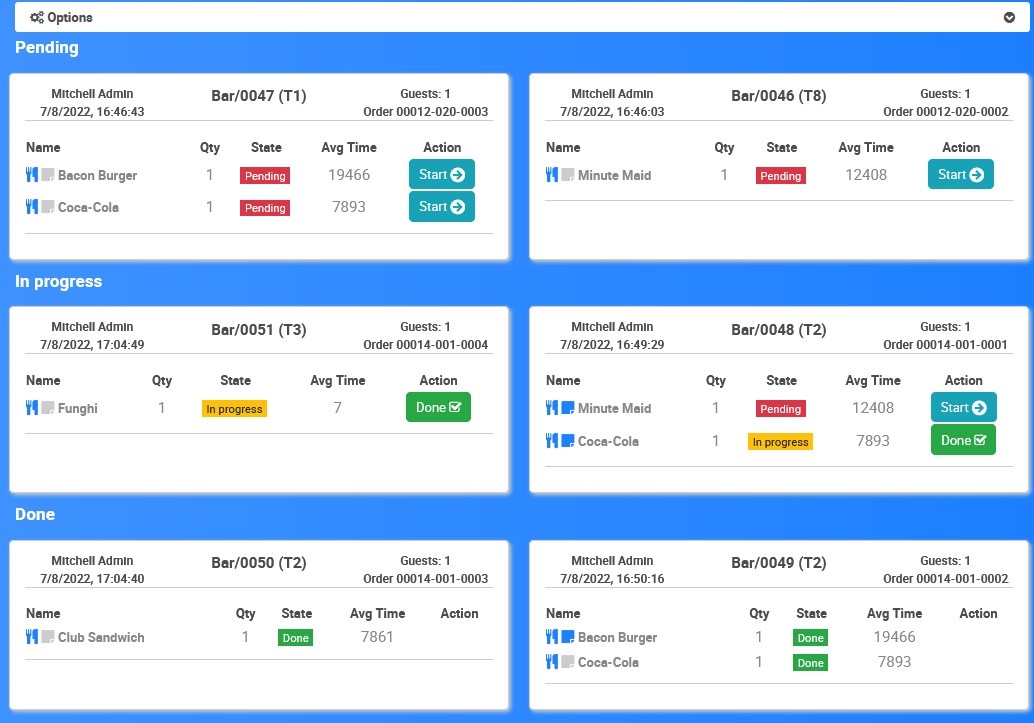 Options
Pending
Mitchell Admin Bar/0047 (T1) Guests: 1
7/8/2022, 16:46:43 Order 00012-020-0003
Name Qty State Avg Time Action
Bacon Burger 1 Pending 19466 Start
Coca-Cola 1 Pending 7893 Start
Mitchell Admin Bar/0046 (T8) Guests: 1
7/8/2022, 16:46:03 Order 00012-020-0002
Name Qty State Avg Time Action
Minute Maid 1 Pending 12408 Start
In progress
Mitchell Admin Bar/0051 (T3) Guests: 1
7/8/2022, 17:04:49 Order 00014-001-0004
Name Qty State Avg Time Action
Funghi 1 In progress 7 Done
Mitchell Admin Bar/0048 (T2) Guests: 1
7/8/2022, 16:49:29 Order 00014-001-0001
Name Qty State Avg Time Action
Minute Maid 1 Pending 12408 Start
Coca-Cola 1 In progress 7893 Done
Done
Mitchell Admin Bar/0050 (T2) Guests: 1
7/8/2022, 17:04:40 Order 00014-001-0003
Name Qty State Avg Time Action
Club Sandwich 1 Done 7861
Mitchell Admin Bar/0049 (T2) Guests: 1
7/8/2022, 16:50:16 Order 00014-001-0002
Name Qty State Avg Time Action
Bacon Burger 1 Done 19466
Coca-Cola 1 Done 7893